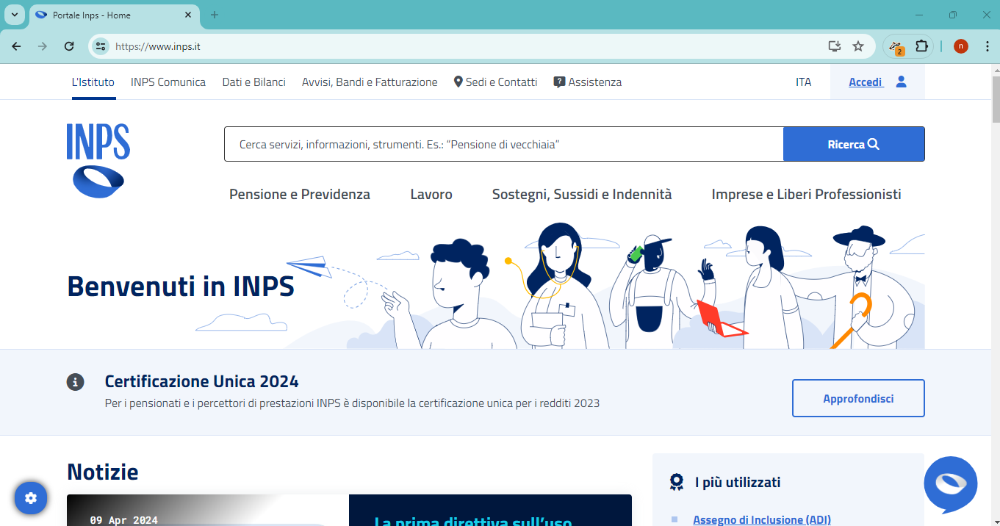 Portale Inps - Home
https://www.inps.it
2
n
L'Istituto
INPS Comunica
Dati e Bilanci
Avvisi, Bandi e Fatturazione
Sedi e Contatti
Assistenza
ITA
Accedi
INPS
Cerca servizi, informazioni, strumenti. Es.: “Pensione di vecchiaia”
Ricerca
Pensione e Previdenza
Lavoro
Sostegni, Sussidi e Indennità
Imprese e Liberi Professionisti
Benvenuti in INPS
Certificazione Unica 2024
Per i pensionati e i percettori di prestazioni INPS è disponibile la certificazione unica per i redditi 2023
Approfondisci
Notizie
09 Apr 2024
La prima direttiva sull’uso
I più utilizzati
Assegno di Inclusione (ADI)